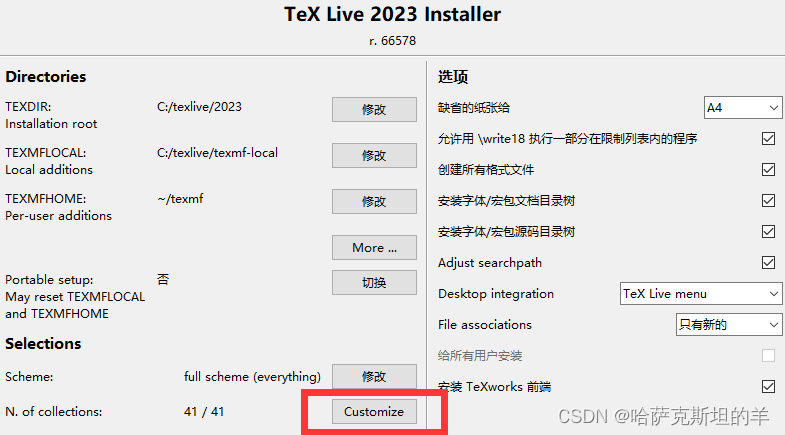 TeX Live 2023 Installer
r. 66578
Directories
TEXDIR: C:/texlive/2023 修改
Installation root
TEXMFLOCAL: C:/texlive/texmf-local 修改
Local additions
TEXMFHOME: ~/texmf 修改
Per-user additions
More ...
Portable setup: 否 切换
May reset TEXMFLOCAL
and TEXMFHOME
Selections
Scheme: full scheme (everything) 修改
N. of collections: 41 / 41 Customize
选项
缺省的纸张给 A4
允许用 \write18 执行一部分在限制列表内的程序
创建所有格式文件
安装字体/宏包文档目录树
安装字体/宏包源码目录树
Adjust searchpath
Desktop integration TeX Live menu
File associations 只有新的
给所有用户安装
安装 TeXworks 前端
CSDN @哈萨克斯坦的羊